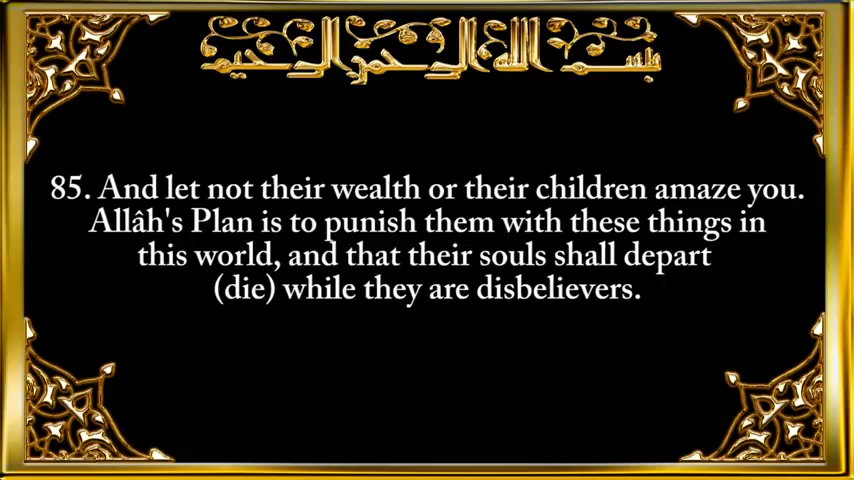 بسم الله الرحمن الرحيم
85. And let not their wealth or their children amaze you.
Allâh's Plan is to punish them with these things in
this world, and that their souls shall depart
(die) while they are disbelievers.